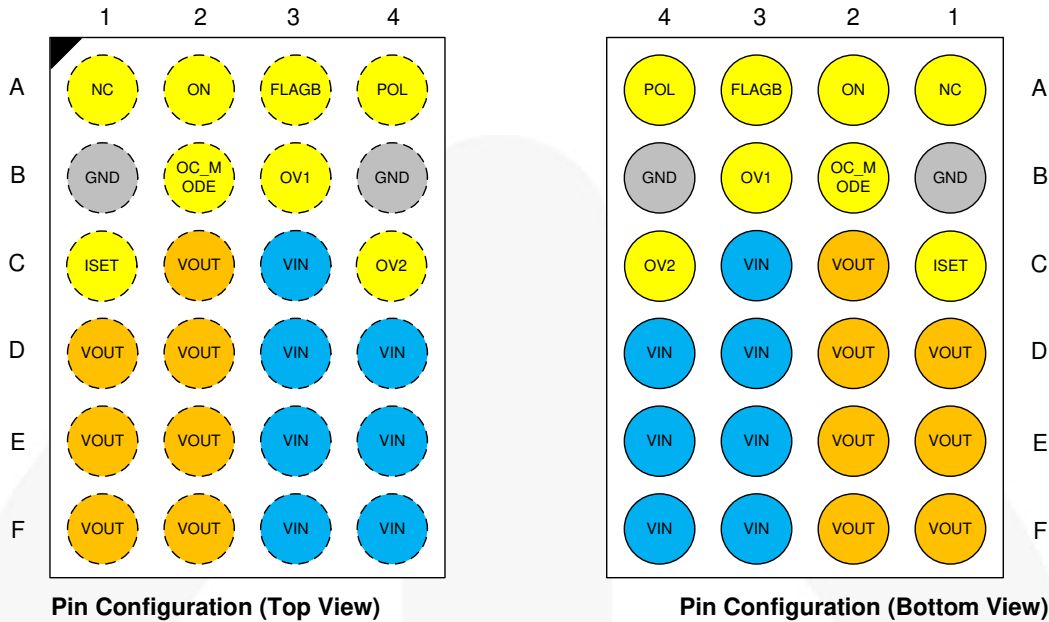 1 2 3 4
A NC ON FLAGB POL
B GND OC_M
ODE OV1 GND
C ISET VOUT VIN OV2
D VOUT VOUT VIN VIN
E VOUT VOUT VIN VIN
F VOUT VOUT VIN VIN
Pin Configuration (Top View)
4 3 2 1
POL FLAGB ON NC A
GND OV1 OC_M
ODE GND B
OV2 VIN VOUT ISET C
VIN VIN VOUT VOUT D
VIN VIN VOUT VOUT E
VIN VIN VOUT VOUT F
Pin Configuration (Bottom View)